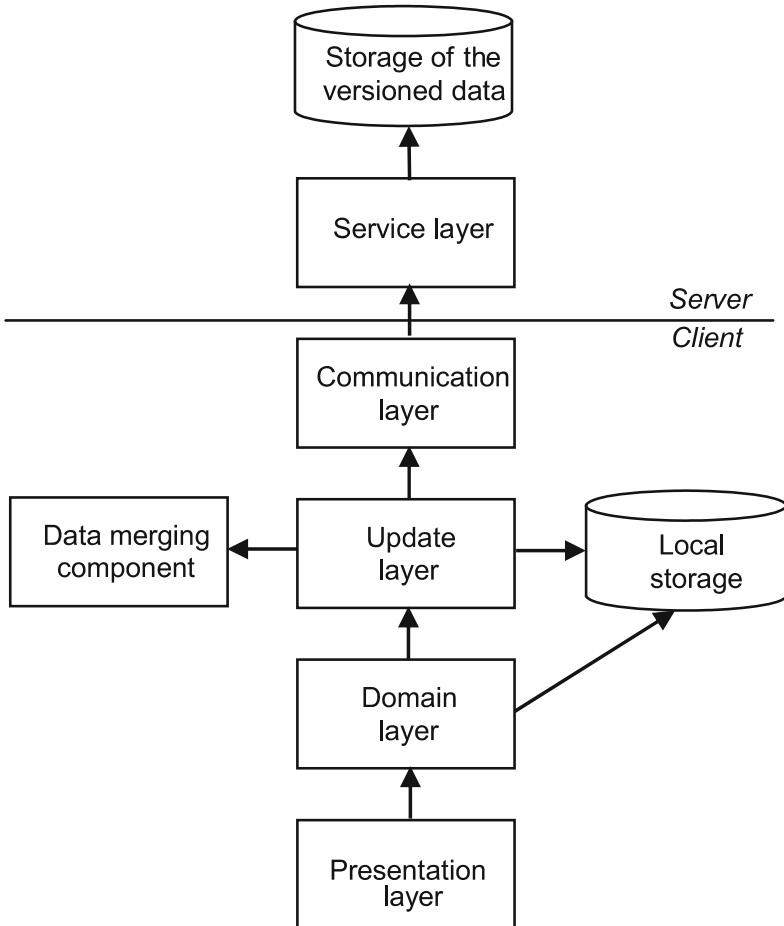 Storage of the
versioned data
Service layer
Server
Client
Communication
layer
Data merging
component
Update
layer
Local
storage
Domain
layer
Presentation
layer